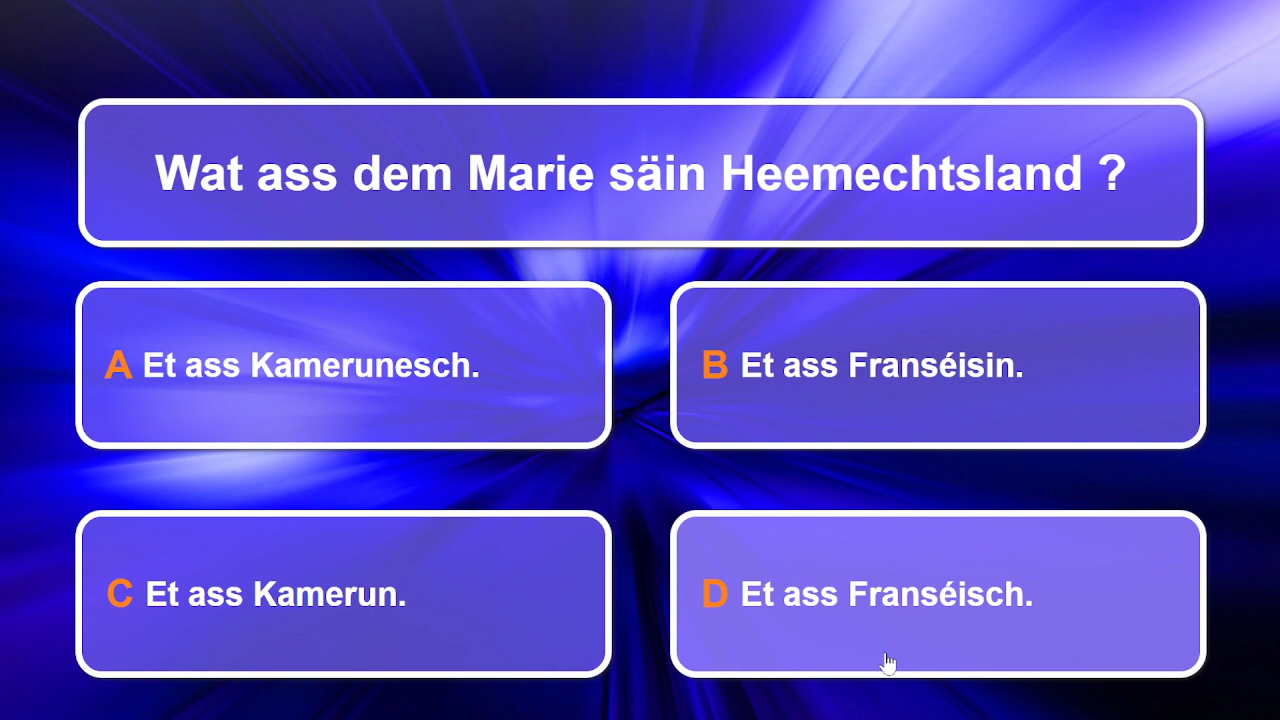 Wat ass dem Marie säin Heemechtsland ?
A Et ass Kamerunesch.
B Et ass Franséisin.
C Et ass Kamerun.
D Et ass Franséisch.